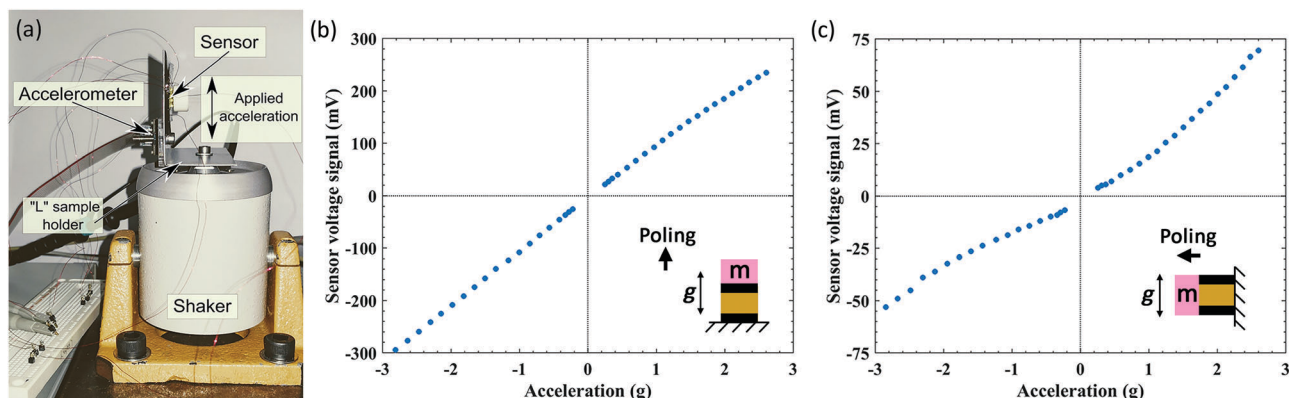 (a)
Sensor
Accelerometer
Applied
acceleration
"L" sample
holder
Shaker
(b)
Sensor voltage signal (mV)
300
200
100
0
-100
-200
-300
Poling
m
g
-3
-2
-1
0
1
2
3
Acceleration (g)
(c)
Sensor voltage signal (mV)
75
50
25
0
-25
-50
-75
Poling
g
m
-3
-2
-1
0
1
2
3
Acceleration (g)